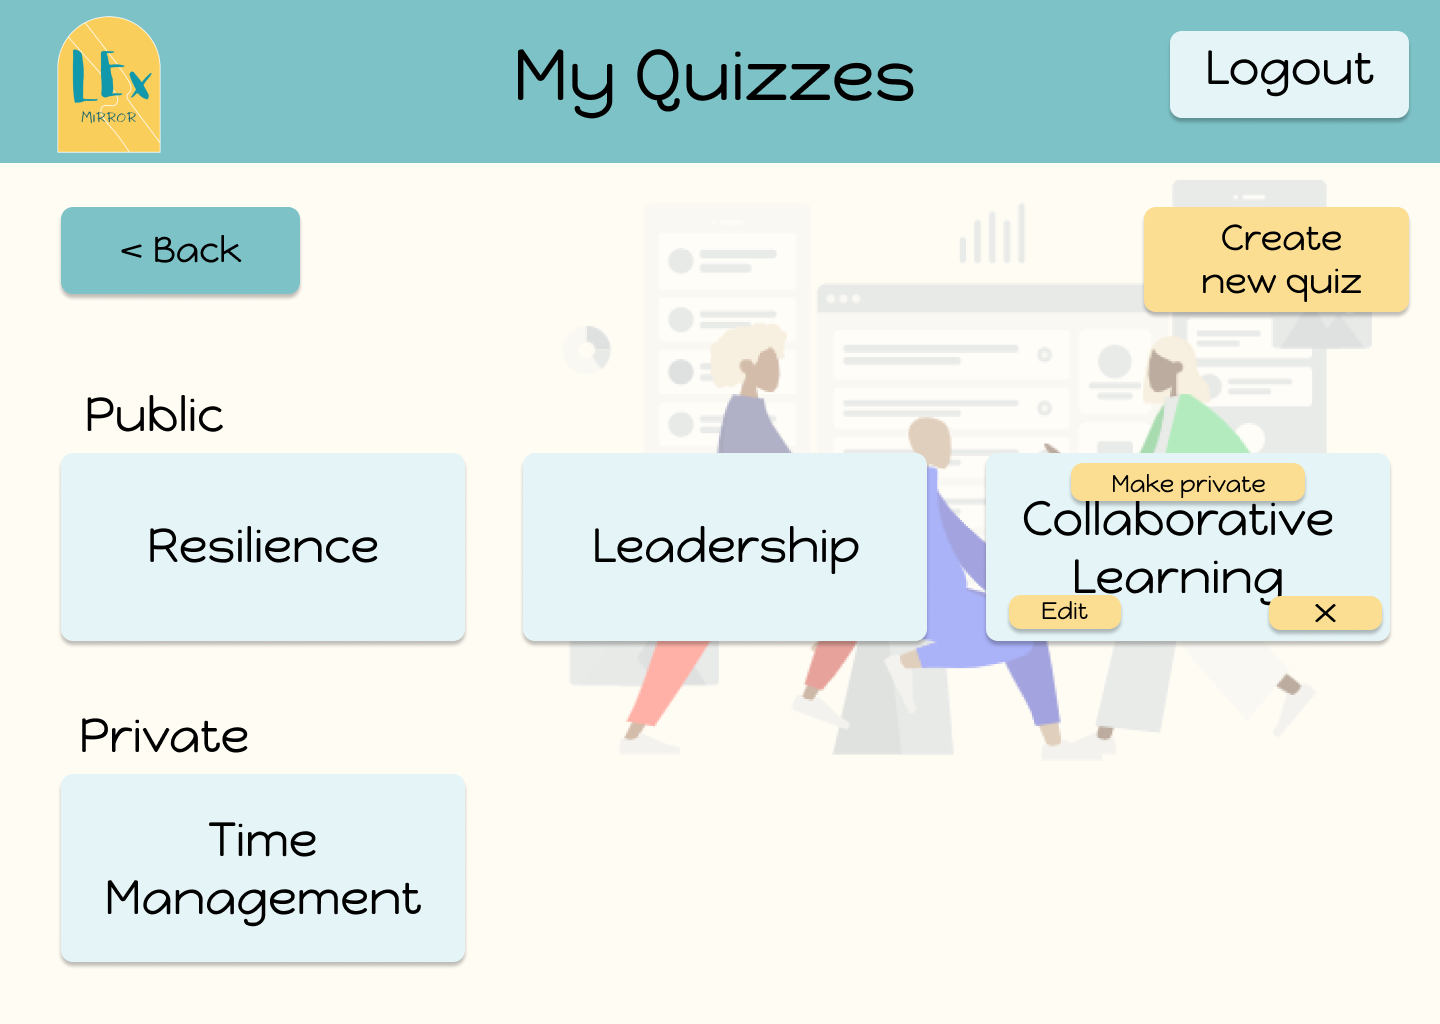 LEx
MIRROR
My Quizzes
Logout
< Back
Create
new quiz
Public
Resilience
Leadership
Make private
Collaborative
Learning
Edit
X
Private
Time
Management